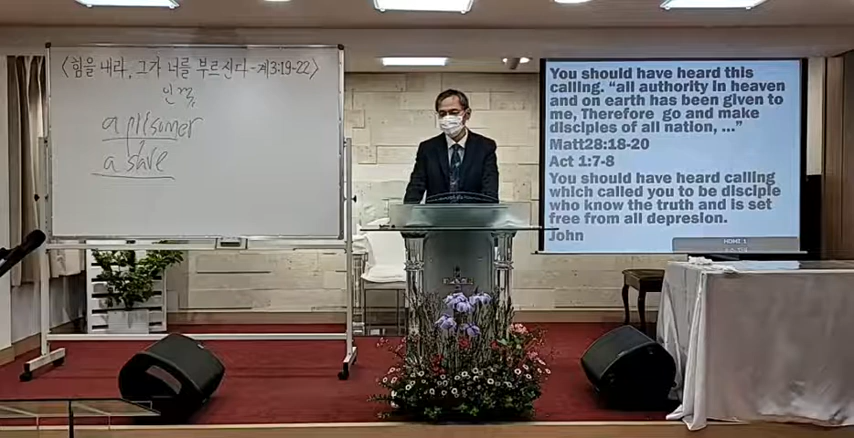 <힘을 내라, 그가 너를 부르신다-계3:19-22>
a prisoner
a slave
You should have heard this
calling. "all authority in heaven
and on earth has been given to
me, Therefore go and make
disciples of all nation, ..."
Matt28:18-20
Act 1:7-8
You should have heard calling
which called you to be disciple
who know the truth and is set
free from all depresion.
John
HDMI 1